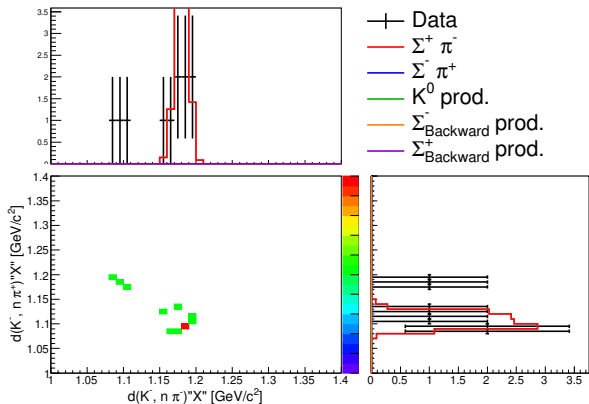 3.5
3
2.5
2
1.5
1
0.5
0
Data
Σ+ π-
Σ- π+
K0 prod.
Σ-Backward prod.
Σ+Backward prod.
d(K-, n π+)"X" [GeV/c2]
1.4
1.35
1.3
1.25
1.2
1.15
1.1
1.05
1
1 1.05 1.1 1.15 1.2 1.25 1.3 1.35 1.4
d(K-, n π-)"X" [GeV/c2]
0 0.5 1.0 1.5 2.0 2.5 3.0 3.5